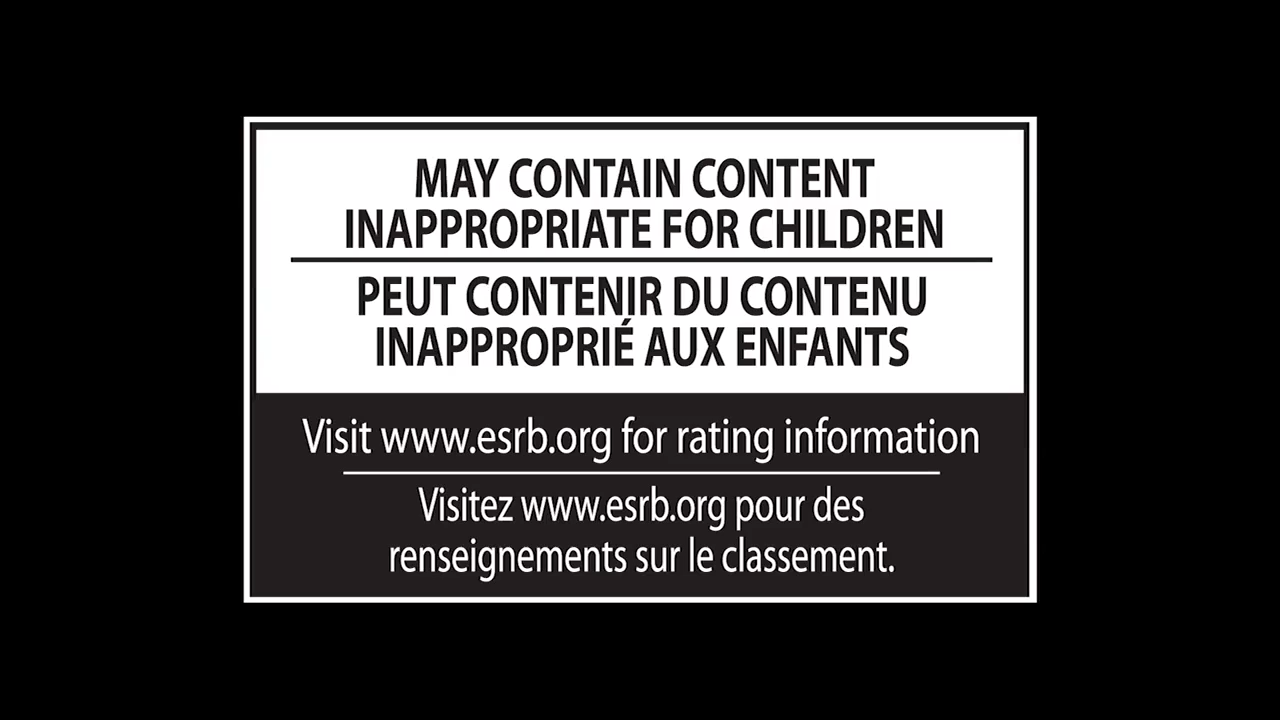 MAY CONTAIN CONTENT
INAPPROPRIATE FOR CHILDREN
PEUT CONTENIR DU CONTENU
INAPPROPRIÉ AUX ENFANTS
Visit www.esrb.org for rating information
Visitez www.esrb.org pour des
renseignements sur le classement.